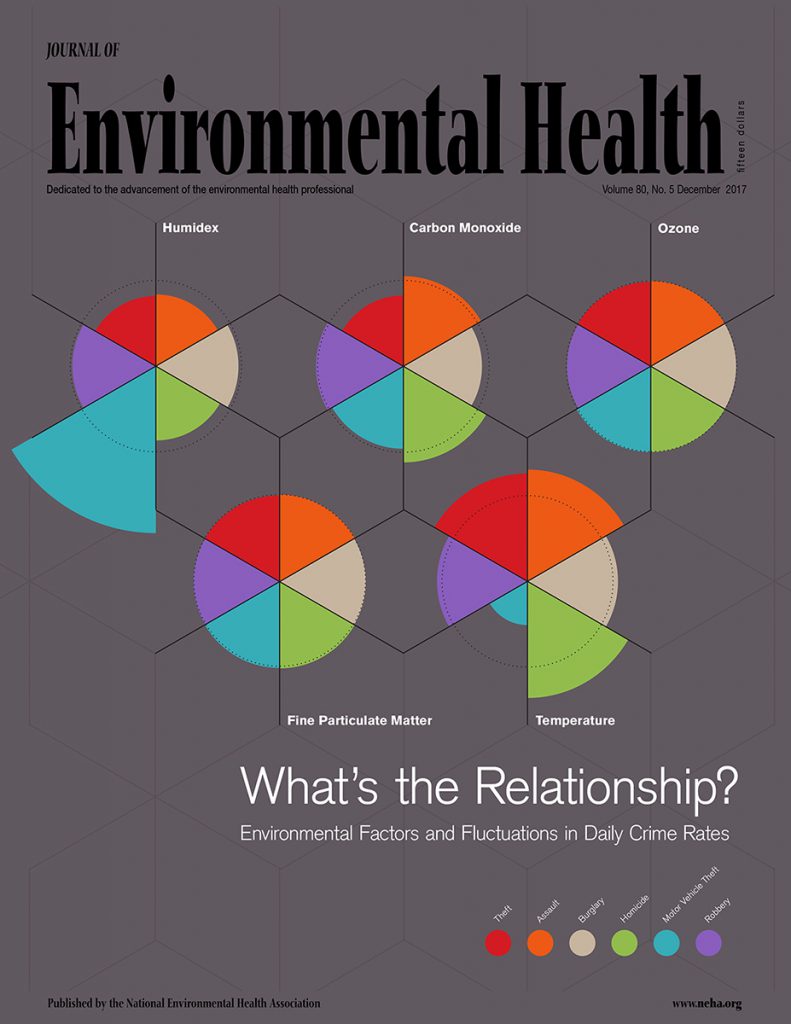 JOURNAL OF
Environmental Health
fifteen dollars
Dedicated to the advancement of the environmental health professional
Volume 80, No. 5 December 2017
Humidex
Carbon Monoxide
Ozone
Fine Particulate Matter
Temperature
What's the Relationship?
Environmental Factors and Fluctuations in Daily Crime Rates
Theft
Assault
Burglary
Homicide
Motor Vehicle Theft
Robbery
Published by the National Environmental Health Association
www.neha.org